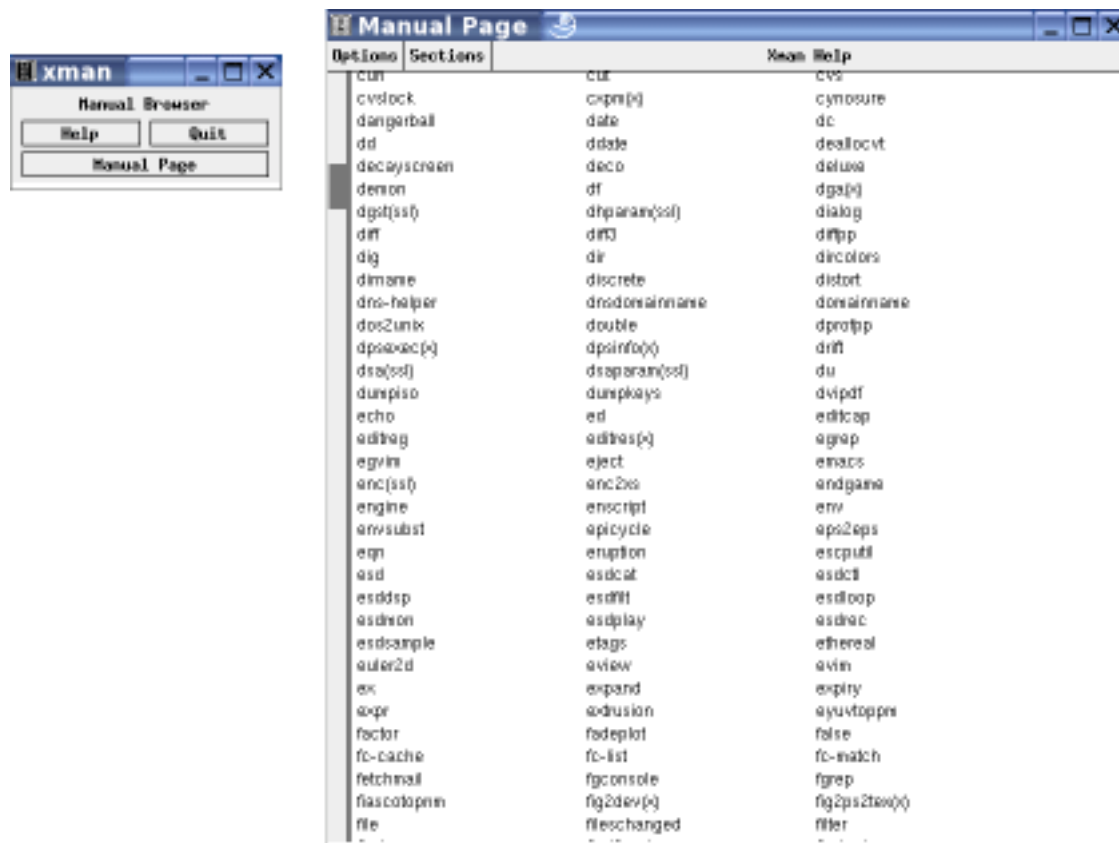 xman
Manual Browser
Help Quit
Manual Page
Manual Page
Options Sections Xman Help
cut cvs
cvslock cxpm(x) cynosure
dangerball date dc
dd ddate deallocvt
decayscreen deco deluxe
demon df dga(x)
dgst(ssl) dhparam(ssl) dialog
diff diff3 diffpp
dig dir dircolors
dirname discrete distort
dns-helper dnsdomainname domainname
dos2unix double dprofpp
dpsexec(x) dpsinfo(x) drift
dsa(ssl) dsaparam(ssl) du
dumpiso dumpkeys dvipdf
echo ed editcap
editreg editres(x) egrep
egvim eject emacs
enc(ssl) enc2xs endgame
engine enscript env
envsubst epicycle eps2eps
eqn eruption escputil
esd esdcat esdctl
esddsp esdfilt esdloop
esdmon esdplay esdrec
esdsample etags ethereal
euler2d eview evim
ex expand expiry
expr extrusion eyuvtoppm
factor fadeplot false
fc-cache fc-list fc-match
fetchmail fgconsole fgrep
fiascotopnm fig2dev(x) fig2ps2tex(x)
file fileschanged filter